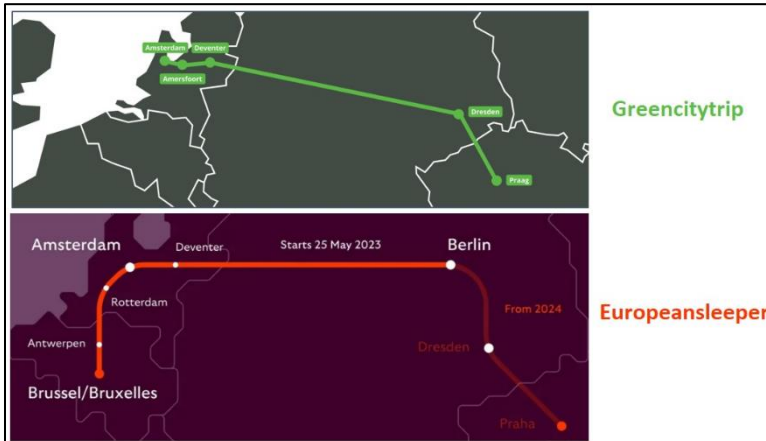 Amsterdam Deventer
Amersfoort
Dresden
Praag
Greencitytrip
Amsterdam
Deventer
Starts 25 May 2023
Berlin
Rotterdam
From 2024
Antwerpen
Dresden
Brussel/Bruxelles
Praha
Europeansleeper